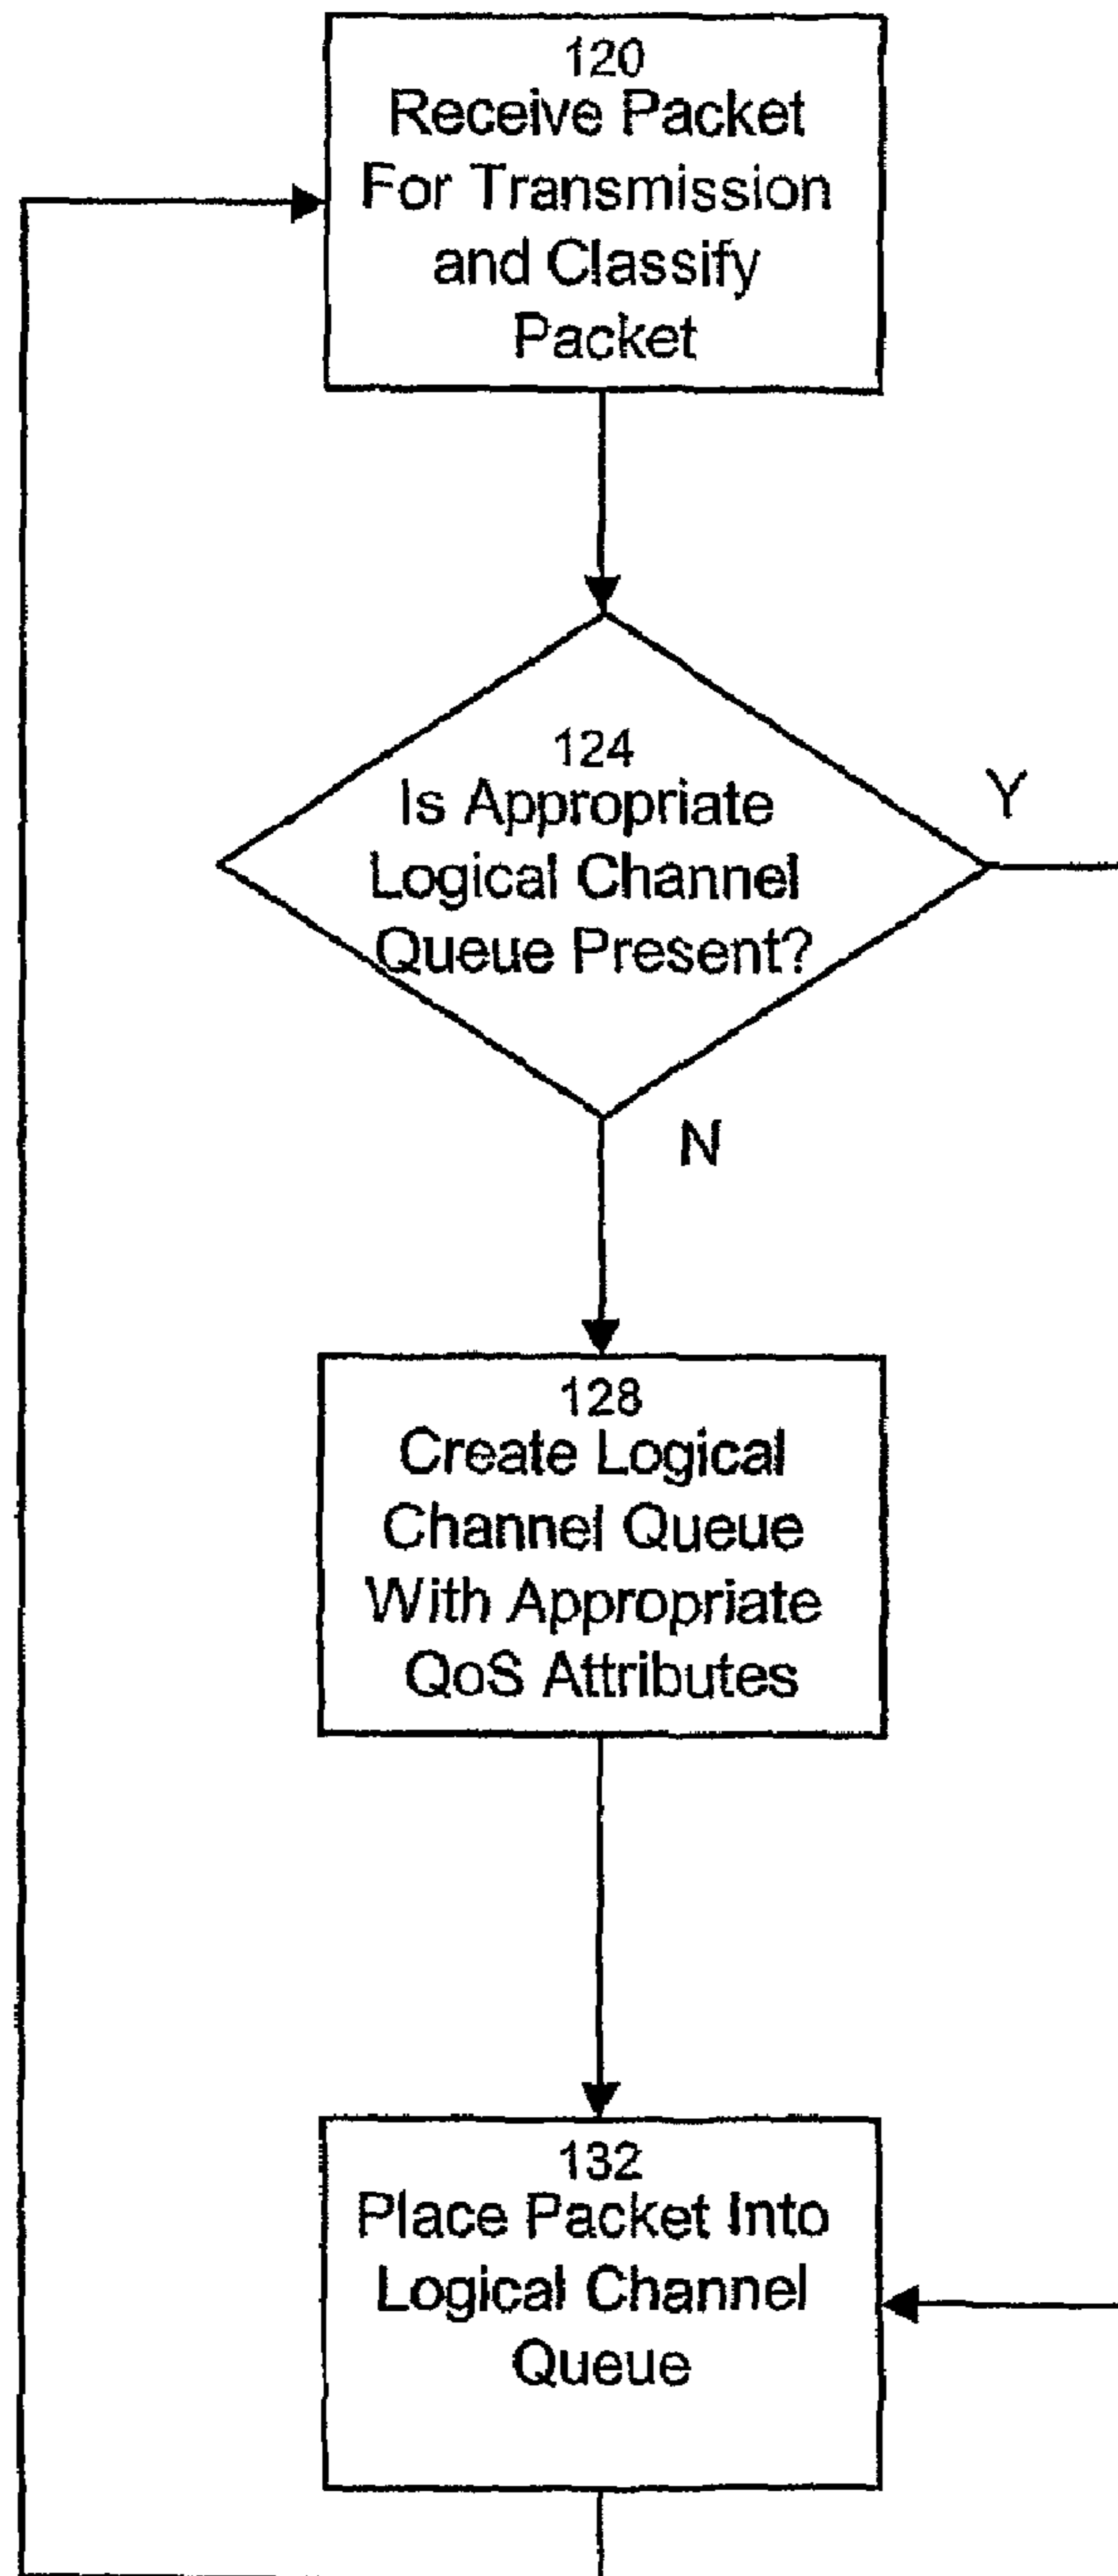 120
Receive Packet
For Transmission
and Classify
Packet
124
Is Appropriate
Logical Channel
Queue Present?
Y
N
128
Create Logical
Channel Queue
With Appropriate
QoS Attributes
132
Place Packet Into
Logical Channel
Queue